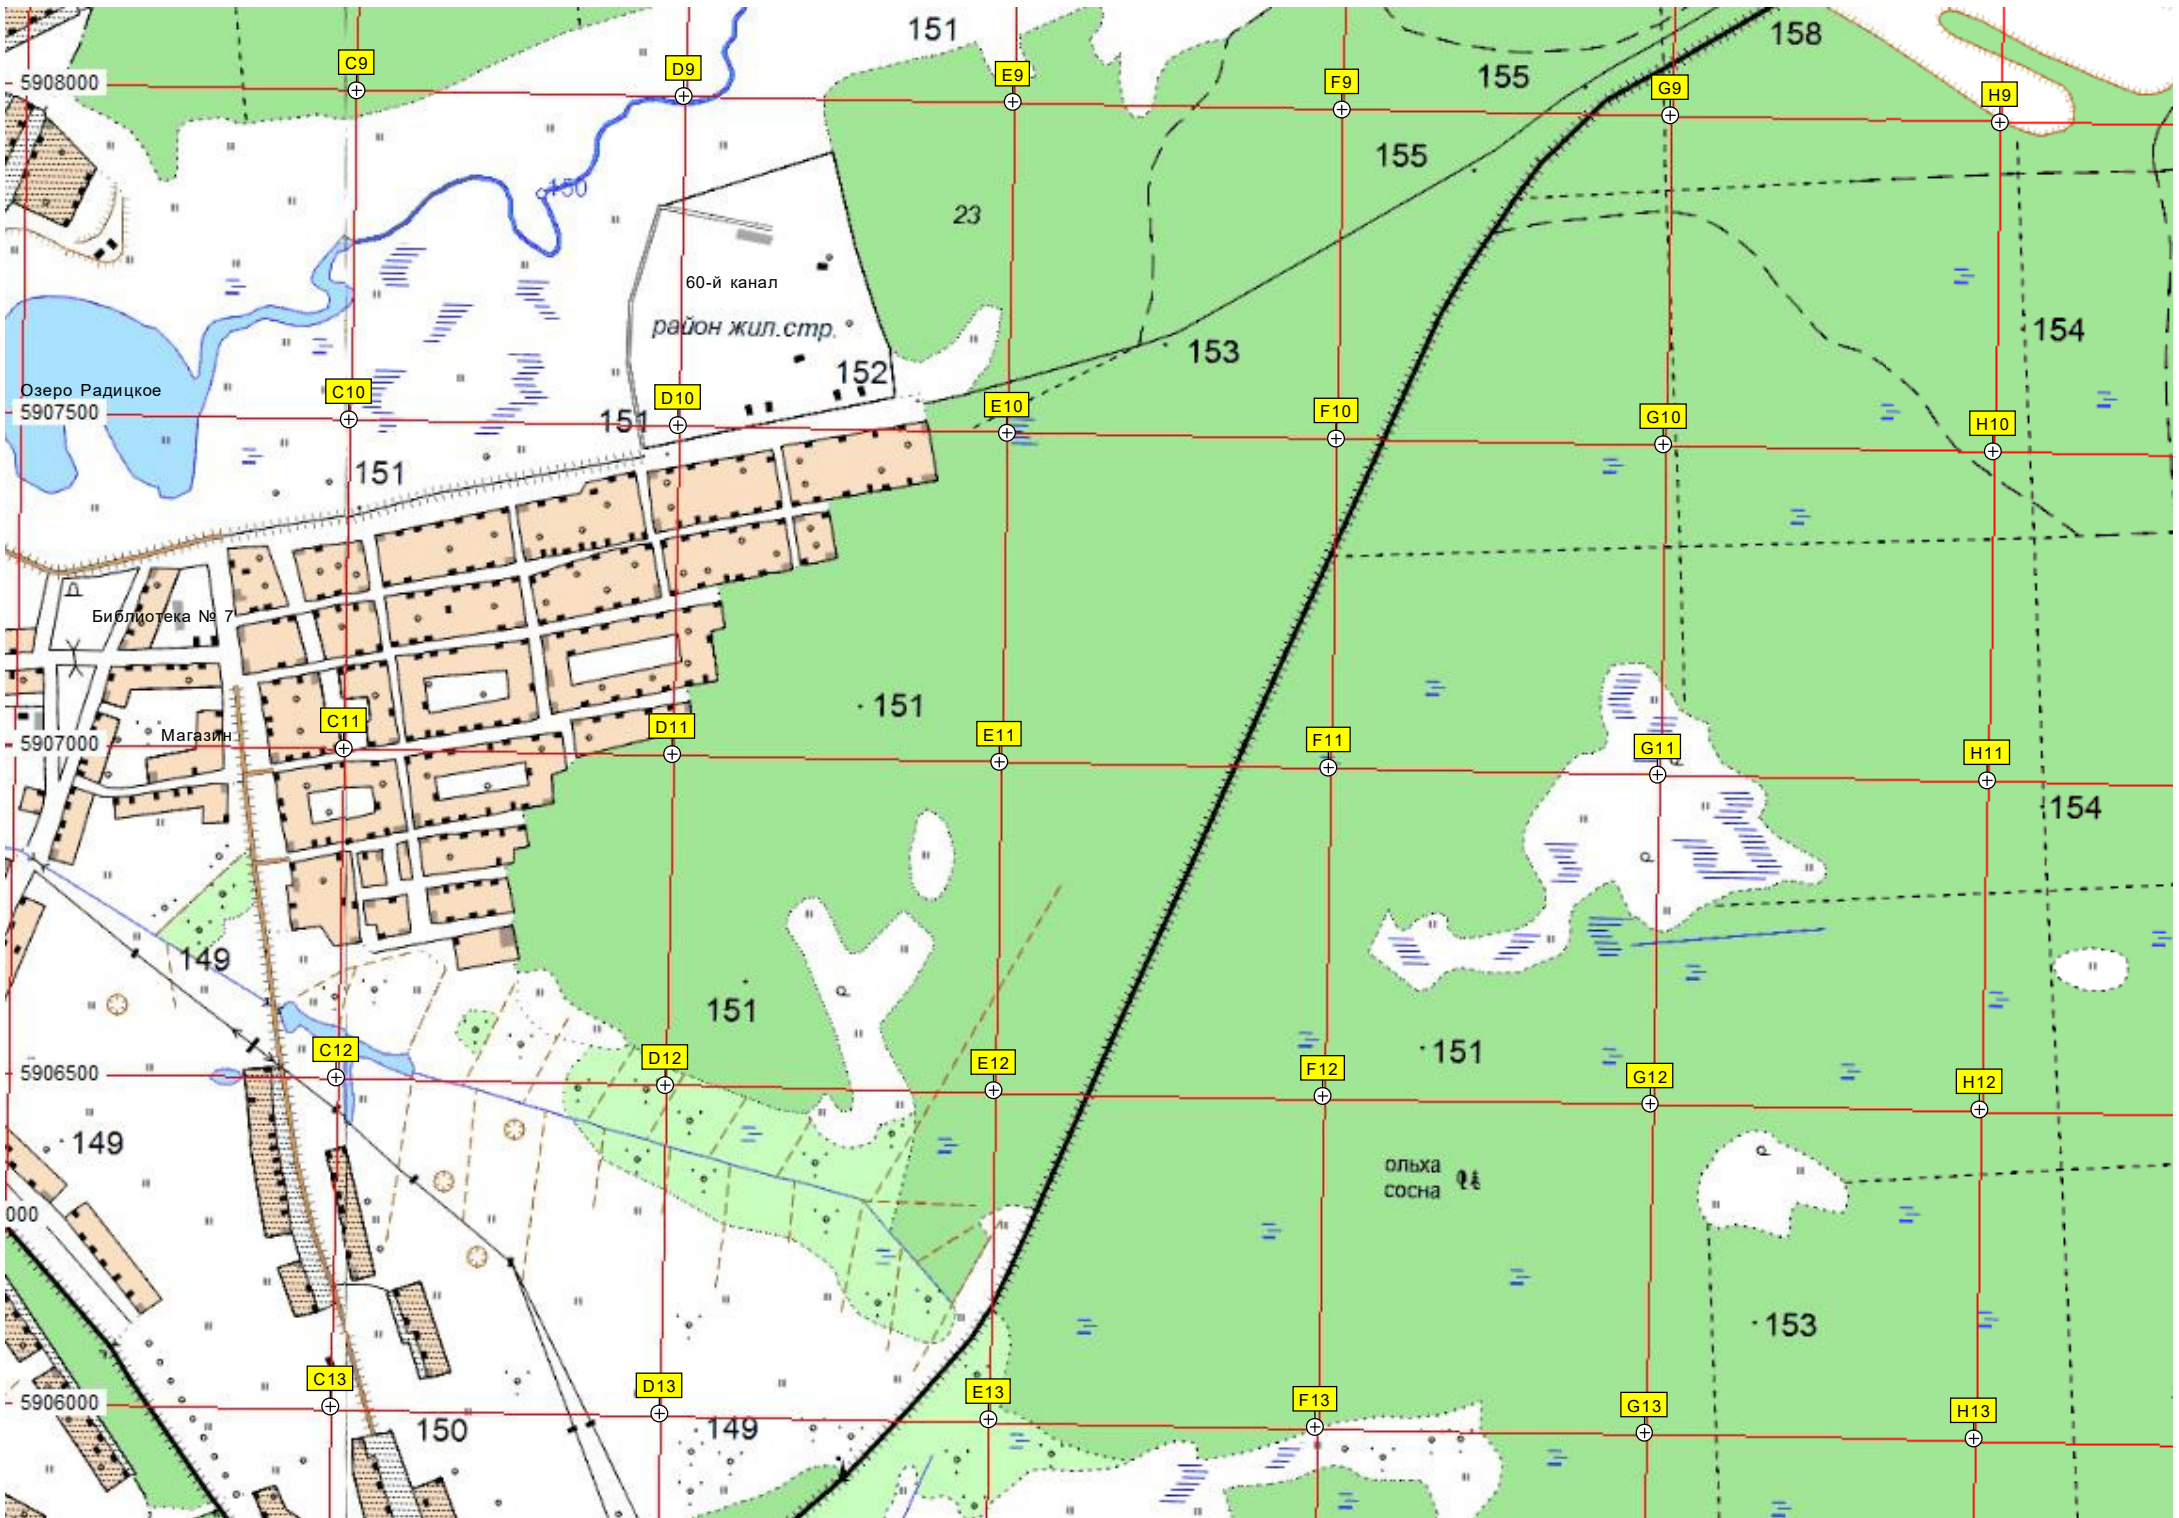 151
158
C9
D9
E9
F9
155
G9
H9
5908000
155
150
23
60-й канал
район жил.стр.
154
153
152
Озеро Радицкое
C10
D10
E10
F10
G10
H10
5907500
151
151
Библиотека № 7
151
C11
D11
E11
F11
G11
H11
Магазин
5907000
154
149
151
151
C12
D12
E12
F12
G12
H12
5906500
149
ольха
сосна
000
153
C13
D13
E13
F13
G13
H13
5906000
150
149